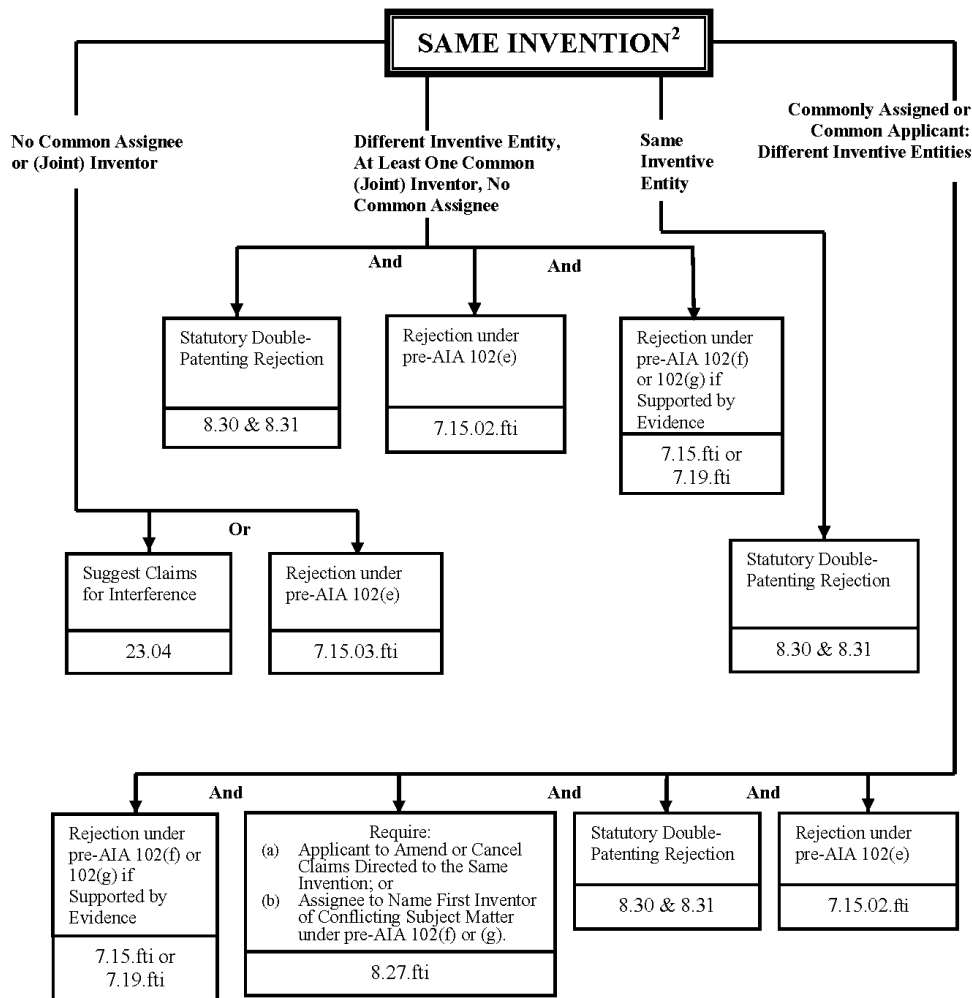 SAME INVENTION²
No Common Assignee
or (Joint) Inventor
Different Inventive Entity,
At Least One Common
(Joint) Inventor, No
Common Assignee
Same
Inventive
Entity
Commonly Assigned or
Common Applicant:
Different Inventive Entities
And
And
Statutory Double-
Patenting Rejection
8.30 & 8.31
Rejection under
pre-AIA 102(e)
7.15.02.fti
Rejection under
pre-AIA 102(f)
or 102(g) if
Supported by
Evidence
7.15.fti or
7.19.fti
Or
Suggest Claims
for Interference
23.04
Rejection under
pre-AIA 102(e)
7.15.03.fti
Statutory Double-
Patenting Rejection
8.30 & 8.31
And
And
And
Rejection under
pre-AIA 102(f) or
102(g) if
Supported by
Evidence
7.15.fti or
7.19.fti
Require:
(a) Applicant to Amend or Cancel
Claims Directed to the Same
Invention; or
(b) Assignee to Name First Inventor
of Conflicting Subject Matter
under pre-AIA 102(f) or (g).
8.27.fti
Statutory Double-
Patenting Rejection
8.30 & 8.31
Rejection under
pre-AIA 102(e)
7.15.02.fti